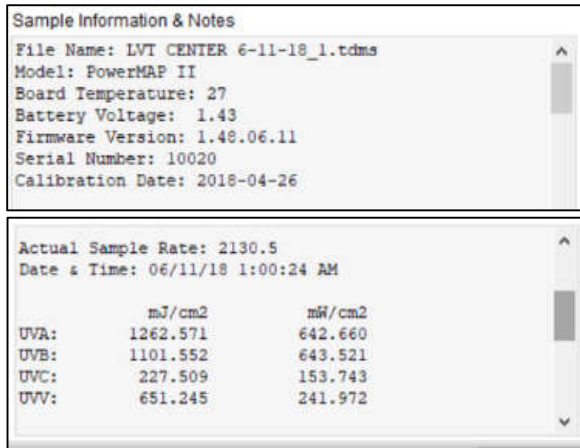 Sample Information & Notes
File Name: LVT CENTER 6-11-18_1.tdms
Model: PowerMAP II
Board Temperature: 27
Battery Voltage: 1.43
Firmware Version: 1.48.06.11
Serial Number: 10020
Calibration Date: 2018-04-26
Actual Sample Rate: 2130.5
Date & Time: 06/11/18 1:00:24 AM
mJ/cm2 mW/cm2
UVA: 1262.571 642.660
UVB: 1101.552 643.521
UVC: 227.509 153.743
UVV: 651.245 241.972